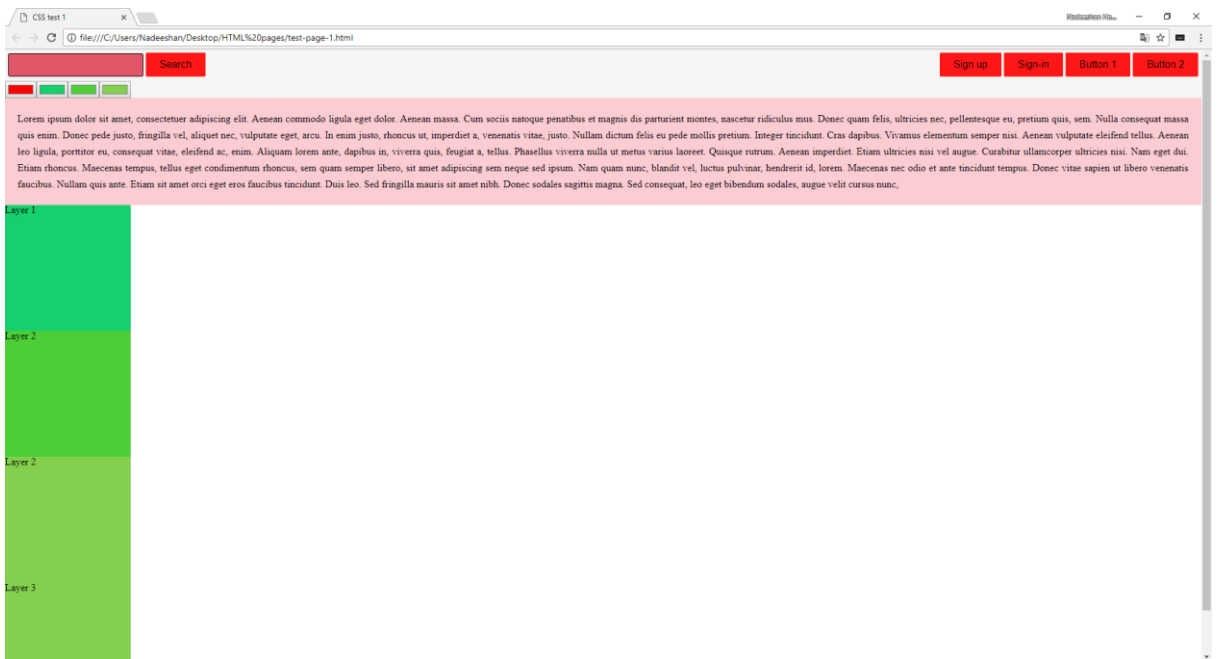 CSS test 1
file:///C:/Users/Nadeeshan/Desktop/HTML%20pages/test-page-1.html
Search Sign up Sign-in Button 1 Button 2
Lorem ipsum dolor sit amet, consectetuer adipiscing elit. Aenean commodo ligula eget dolor. Aenean massa. Cum sociis natoque penatibus et magnis dis parturient montes, nascetur ridiculus mus. Donec quam felis, ultricies nec, pellentesque eu, pretium quis, sem. Nulla consequat massa
quis enim. Donec pede justo, fringilla vel, aliquet nec, vulputate eget, arcu. In enim justo, rhoncus ut, imperdiet a, venenatis vitae, justo. Nullam dictum felis eu pede mollis pretium. Integer tincidunt. Cras dapibus. Vivamus elementum semper nisi. Aenean vulputate eleifend tellus. Aenean
leo ligula, porttitor eu, consequat vitae, eleifend ac, enim. Aliquam lorem ante, dapibus in, viverra quis, feugiat a, tellus. Phasellus viverra nulla ut metus varius laoreet. Quisque rutrum. Aenean imperdiet. Etiam ultricies nisi vel augue. Curabitur ullamcorper ultricies nisi. Nam eget dui.
Etiam rhoncus. Maecenas tempus, tellus eget condimentum rhoncus, sem quam semper libero, sit amet adipiscing sem neque sed ipsum. Nam quam nunc, blandit vel, luctus pulvinar, hendrerit id, lorem. Maecenas nec odio et ante tincidunt tempus. Donec vitae sapien ut libero venenatis
faucibus. Nullam quis ante. Etiam sit amet orci eget eros faucibus tincidunt. Duis leo. Sed fringilla mauris sit amet nibh. Donec sodales sagittis magna. Sed consequat, leo eget bibendum sodales, augue velit cursus nunc,
Layer 1
Layer 2
Layer 2
Layer 3